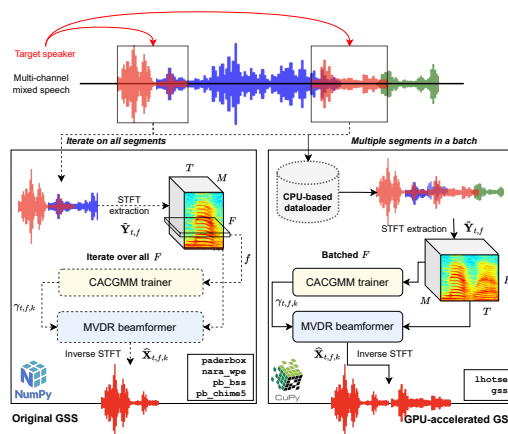 Target speaker
Multi-channel
mixed speech
Iterate on all segments
Multiple segments in a batch
T
M
STFT
extraction
Ỹt,f
F
Iterate over all F
f
CACGMM trainer
γt,f,k
MVDR beamformer
Inverse STFT
X̂t,f,k
paderbox
nara_wpe
pb_bss
pb_chime5
NumPy
Original GSS
CPU-based
dataloader
STFT extraction
Ỹt,f
Batched F
M
T
CACGMM trainer
γt,f,k
MVDR beamformer
X̂t,f,k
Inverse STFT
lhotse
gss
CuPy
GPU-accelerated GS